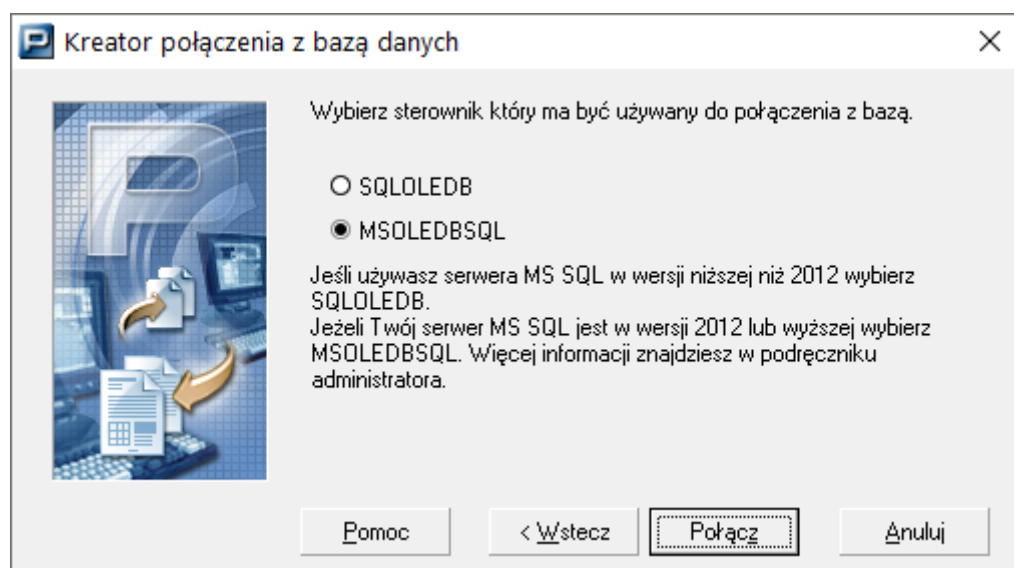 Kreator połączenia z bazą danych
Wybierz sterownik który ma być używany do połączenia z bazą.
SQLOLEDB
MSOLEDBSQL
Jeśli używasz serwera MS SQL w wersji niższej niż 2012 wybierz
SQLOLEDB.
Jeżeli Twój serwer MS SQL jest w wersji 2012 lub wyższej wybierz
MSOLEDBSQL. Więcej informacji znajdziesz w podręczniku
administratora.
Pomoc
< Wstecz
Połącz
Anuluj